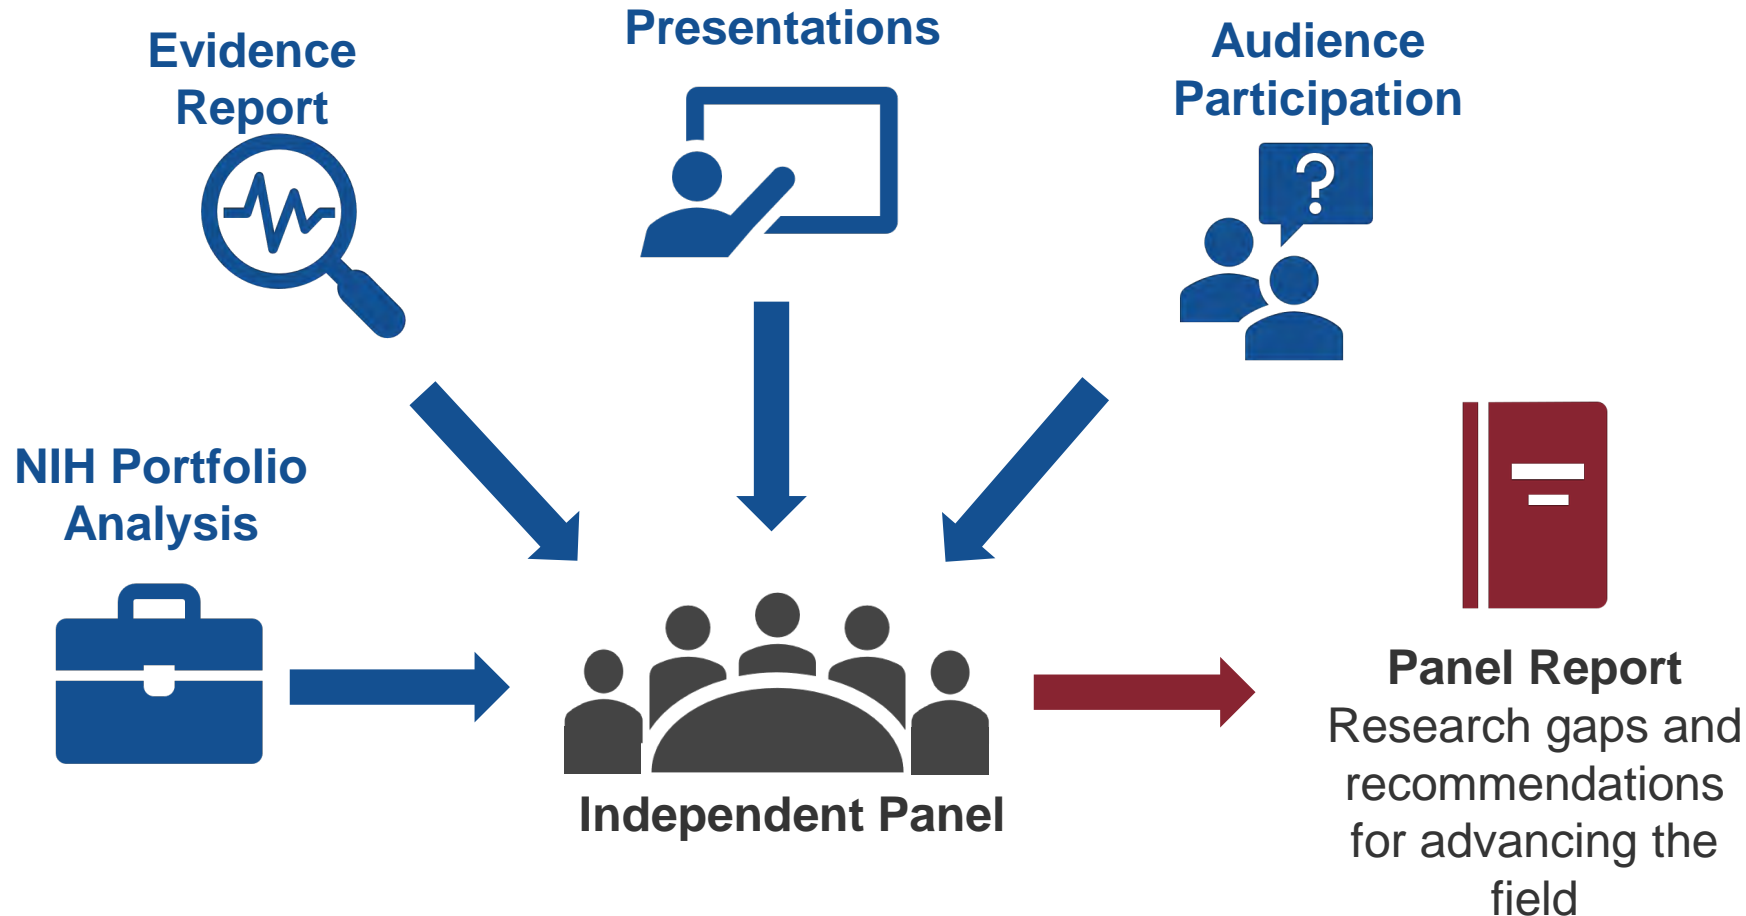 Evidence
Report
Presentations
Audience
Participation
?
NIH Portfolio
Analysis
Independent Panel
Panel Report
Research gaps and
recommendations
for advancing the
field